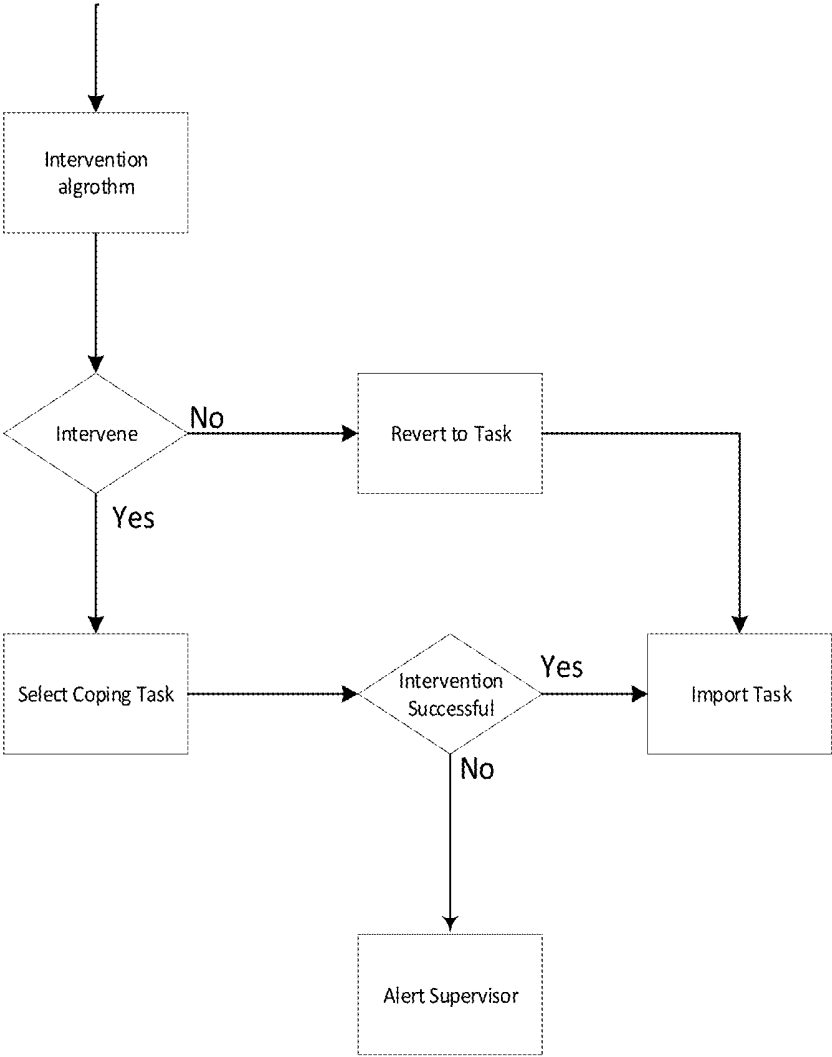 Intervention
algrothm
Intervene
No
Revert to Task
Yes
Select Coping Task
Intervention
Successful
Yes
Import Task
No
Alert Supervisor